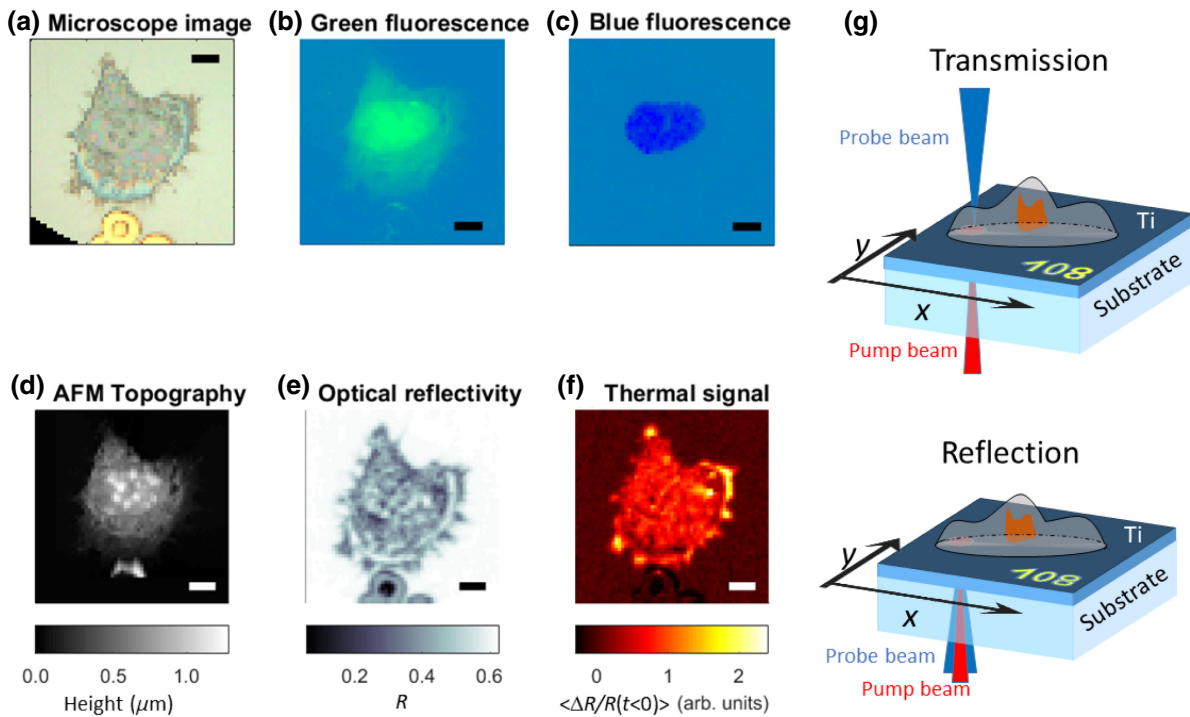 (a) Microscope image
(b) Green fluorescence
(c) Blue fluorescence
(g)
Transmission
Probe beam
Ti
y
108
Substrate
x
Pump beam
(d) AFM Topography
(e) Optical reflectivity
(f) Thermal signal
0.0 0.5 1.0
Height (μm)
0.2 0.4 0.6
R
0 1 2
<ΔR/R(t<0)> (arb. units)
Reflection
Ti
y
108
Substrate
x
Probe beam
Pump beam